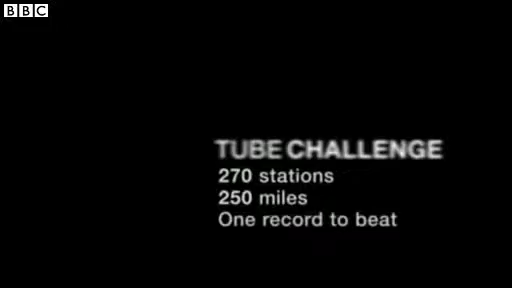 BBC
TUBE CHALLENGE
270 stations
250 miles
One record to beat